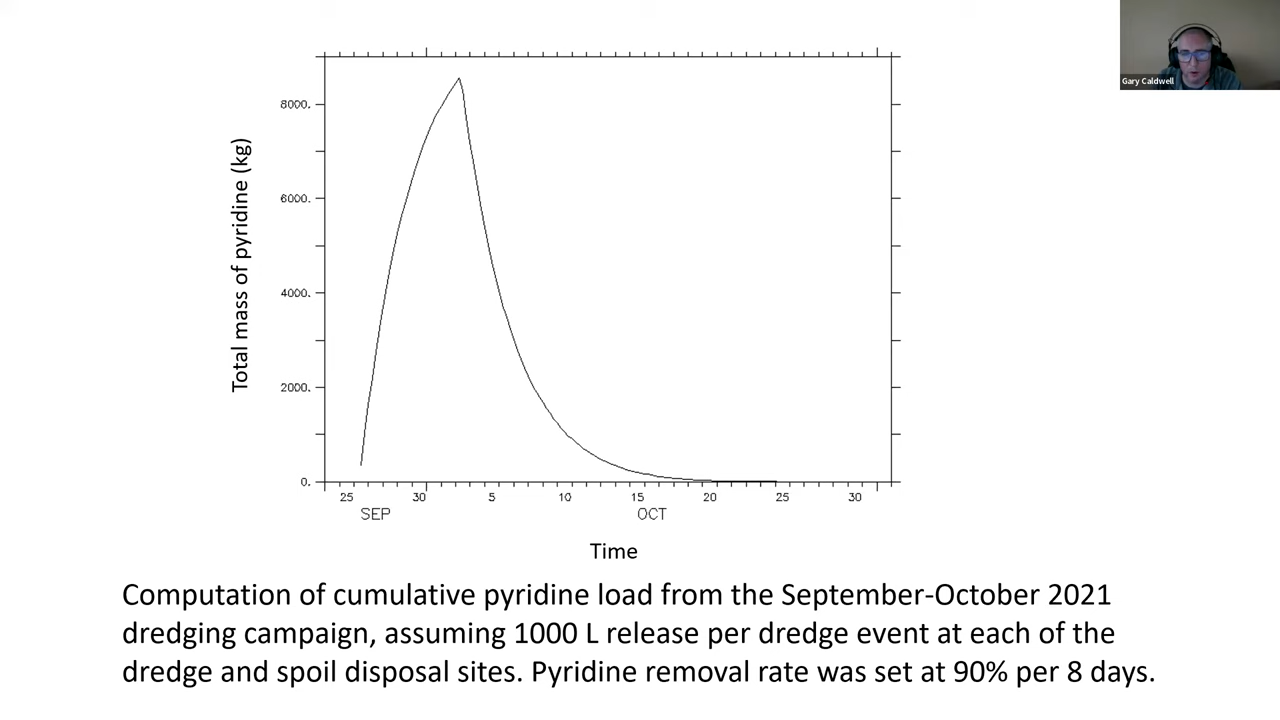 Gary Caldwell
Total mass of pyridine (kg)
8000.
6000.
4000.
2000.
0.
25 30 5 10 15 20 25 30
SEP OCT
Time
Computation of cumulative pyridine load from the September-October 2021
dredging campaign, assuming 1000 L release per dredge event at each of the
dredge and spoil disposal sites. Pyridine removal rate was set at 90% per 8 days.